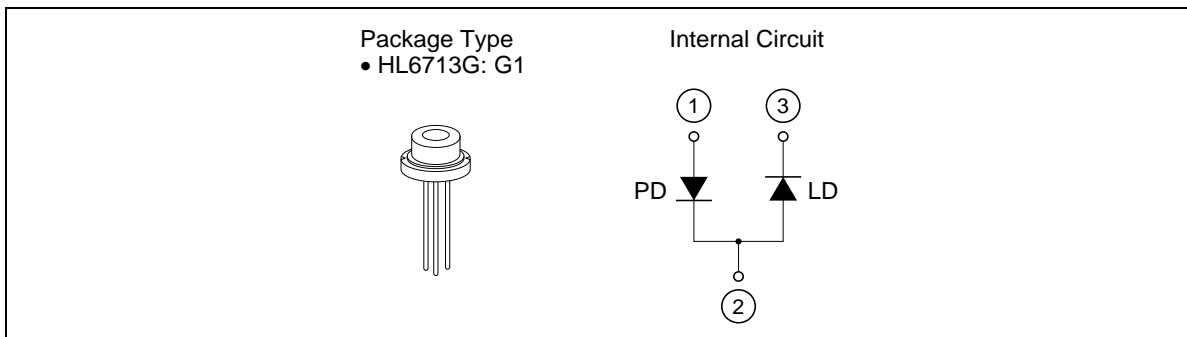 Package Type
• HL6713G: G1
Internal Circuit
1 3
PD LD
2